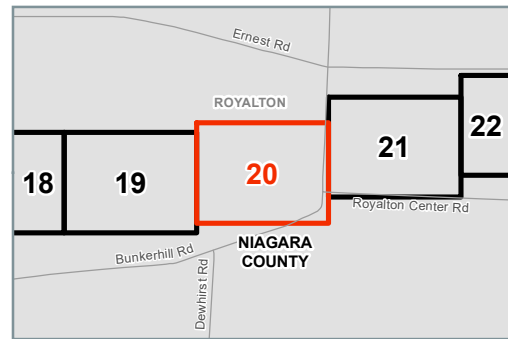 Ernest Rd
ROYALTON
22
21
20
19
18
Royalton Center Rd
NIAGARA
COUNTY
Bunkerhill Rd
Dewhirst Rd